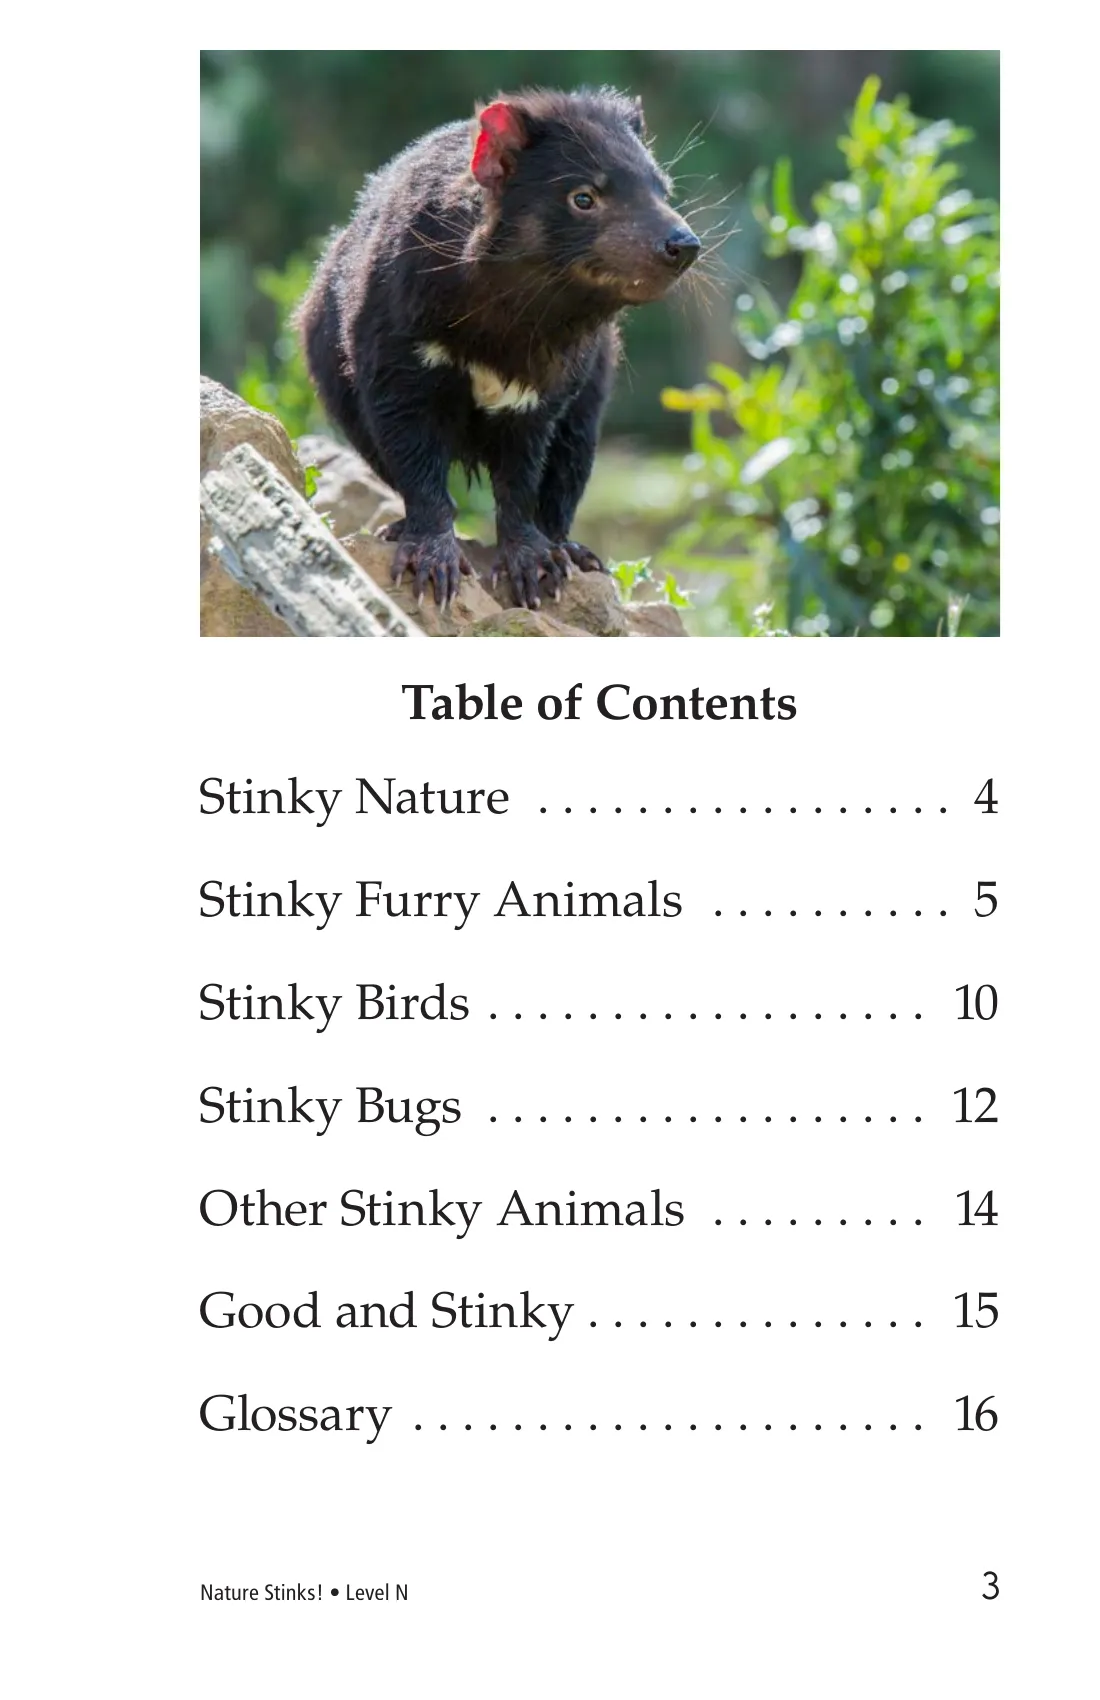 Table of Contents
Stinky Nature . . . . . . . . . . . . . . . . . 4
Stinky Furry Animals . . . . . . . . . . 5
Stinky Birds . . . . . . . . . . . . . . . . . . 10
Stinky Bugs . . . . . . . . . . . . . . . . . . 12
Other Stinky Animals . . . . . . . . . 14
Good and Stinky . . . . . . . . . . . . . . 15
Glossary . . . . . . . . . . . . . . . . . . . . . 16
Nature Stinks! • Level N 3